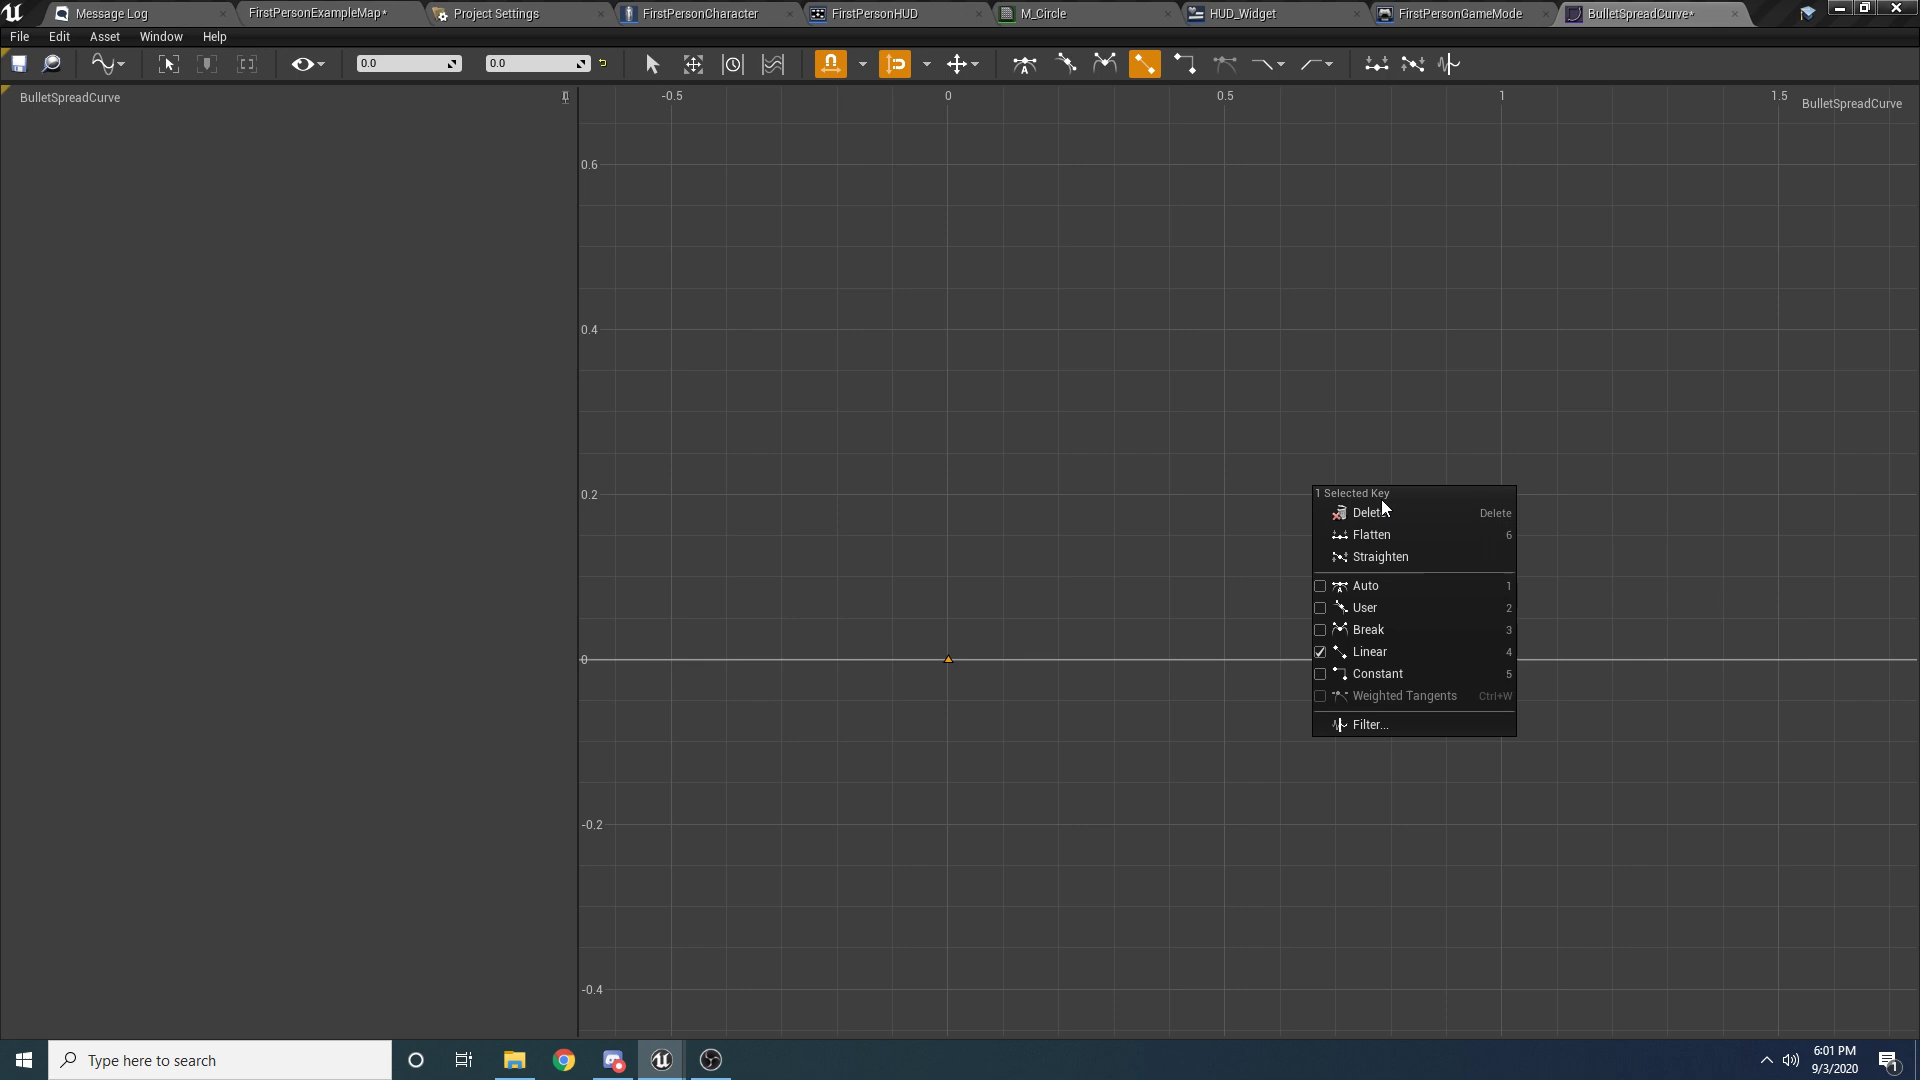 Message Log
FirstPersonExampleMap*
Project Settings
FirstPersonCharacter
FirstPersonHUD
M_Circle
HUD_Widget
FirstPersonGameMode
BulletSpreadCurve*
File
Edit
Asset
Window
Help
0.0
0.0
BulletSpreadCurve
-0.5
0
0.5
1
1.5
BulletSpreadCurve
0.6
0.4
0.2
0
-0.2
-0.4
1 Selected Key
Delete
Flatten 6
Straighten
Auto 1
User 2
Break 3
Linear 4
Constant 5
Weighted Tangents Ctrl+W
Filter...
Type here to search
6:01 PM
9/3/2020
1